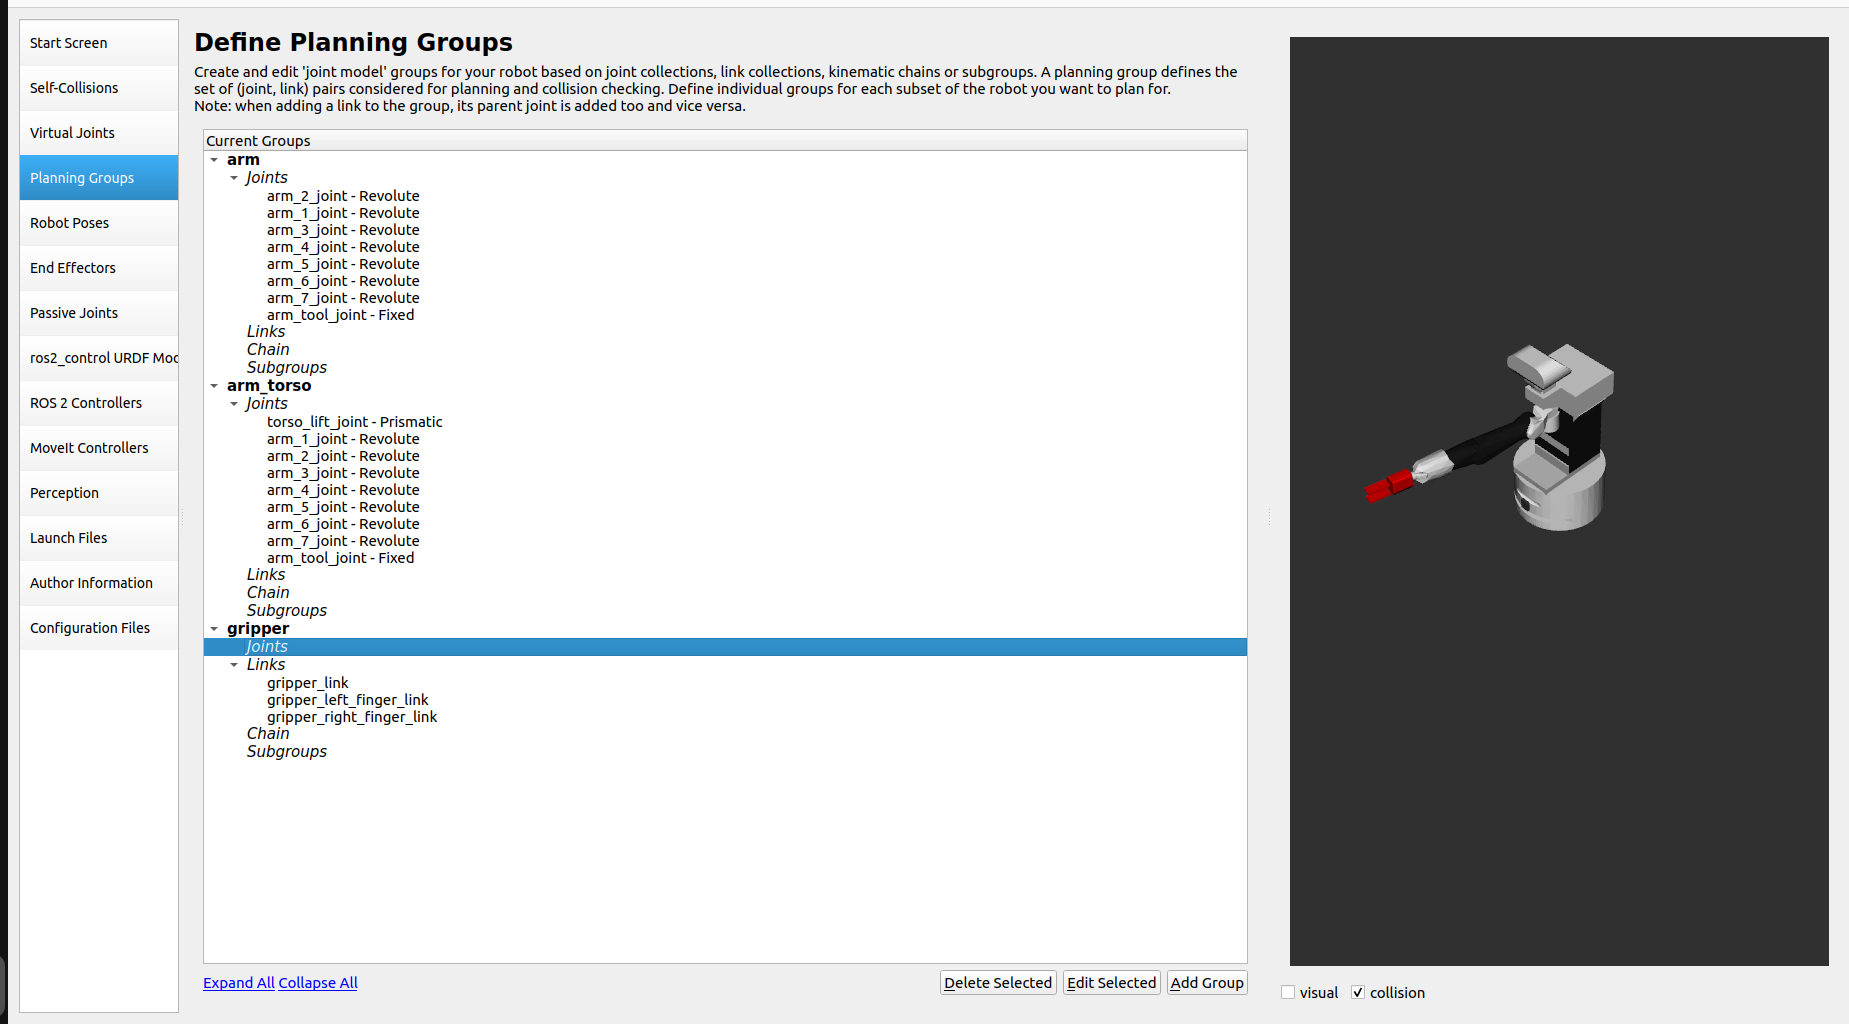 Start Screen
Self-Collisions
Virtual Joints
Planning Groups
Robot Poses
End Effectors
Passive Joints
ros2_control URDF Moc
ROS 2 Controllers
MoveIt Controllers
Perception
Launch Files
Author Information
Configuration Files
Define Planning Groups
Create and edit 'joint model' groups for your robot based on joint collections, link collections, kinematic chains or subgroups. A planning group defines the
set of (joint, link) pairs considered for planning and collision checking. Define individual groups for each subset of the robot you want to plan for.
Note: when adding a link to the group, its parent joint is added too and vice versa.
Current Groups
arm
Joints
arm_2_joint - Revolute
arm_1_joint - Revolute
arm_3_joint - Revolute
arm_4_joint - Revolute
arm_5_joint - Revolute
arm_6_joint - Revolute
arm_7_joint - Revolute
arm_tool_joint - Fixed
Links
Chain
Subgroups
arm_torso
Joints
torso_lift_joint - Prismatic
arm_1_joint - Revolute
arm_2_joint - Revolute
arm_3_joint - Revolute
arm_4_joint - Revolute
arm_5_joint - Revolute
arm_6_joint - Revolute
arm_7_joint - Revolute
arm_tool_joint - Fixed
Links
Chain
Subgroups
gripper
Joints
Links
gripper_link
gripper_left_finger_link
gripper_right_finger_link
Chain
Subgroups
Expand All Collapse All
Delete Selected
Edit Selected
Add Group
visual
collision